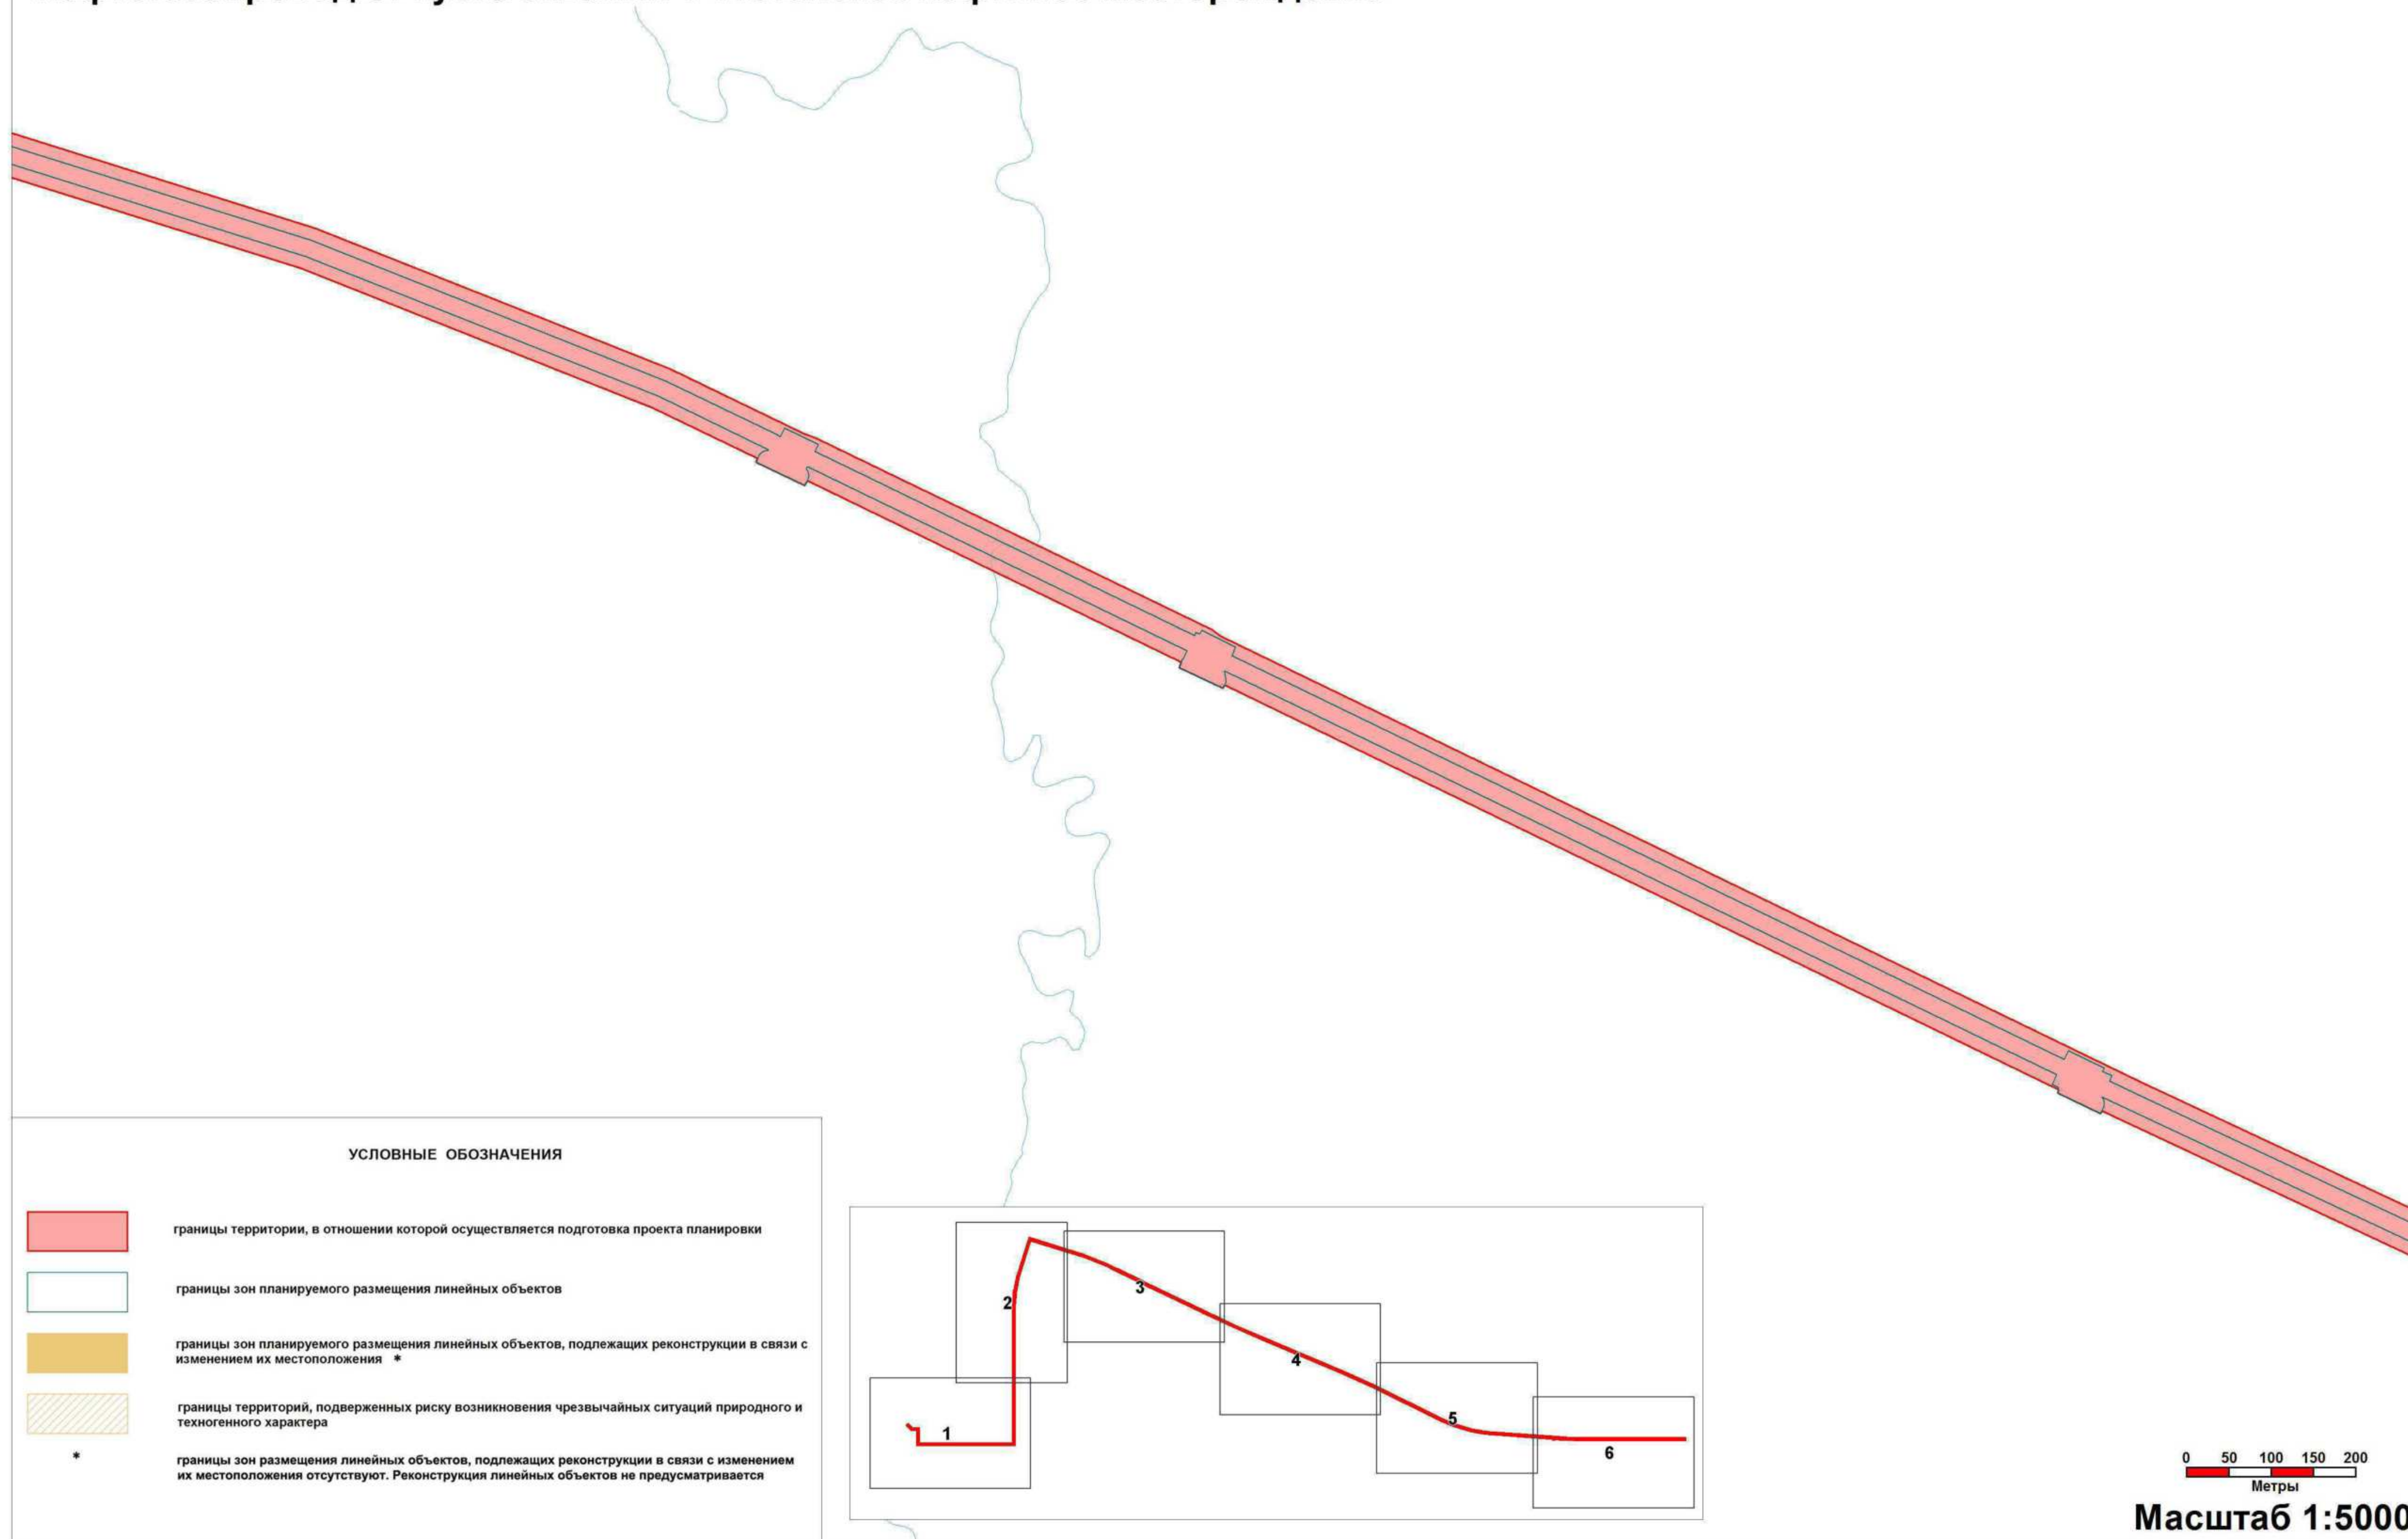 УСЛОВНЫЕ ОБОЗНАЧЕНИЯ
границы территории, в отношении которой осуществляется подготовка проекта планировки
границы зон планируемого размещения линейных объектов
границы зон планируемого размещения линейных объектов, подлежащих реконструкции в связи с
изменением их местоположения *
границы территорий, подверженных риску возникновения чрезвычайных ситуаций природного и
техногенного характера
* границы зон размещения линейных объектов, подлежащих реконструкции в связи с изменением
их местоположения отсутствуют. Реконструкция линейных объектов не предусматривается
1
2
3
4
5
6
0 50 100 150 200
Метры
Масштаб 1:5000